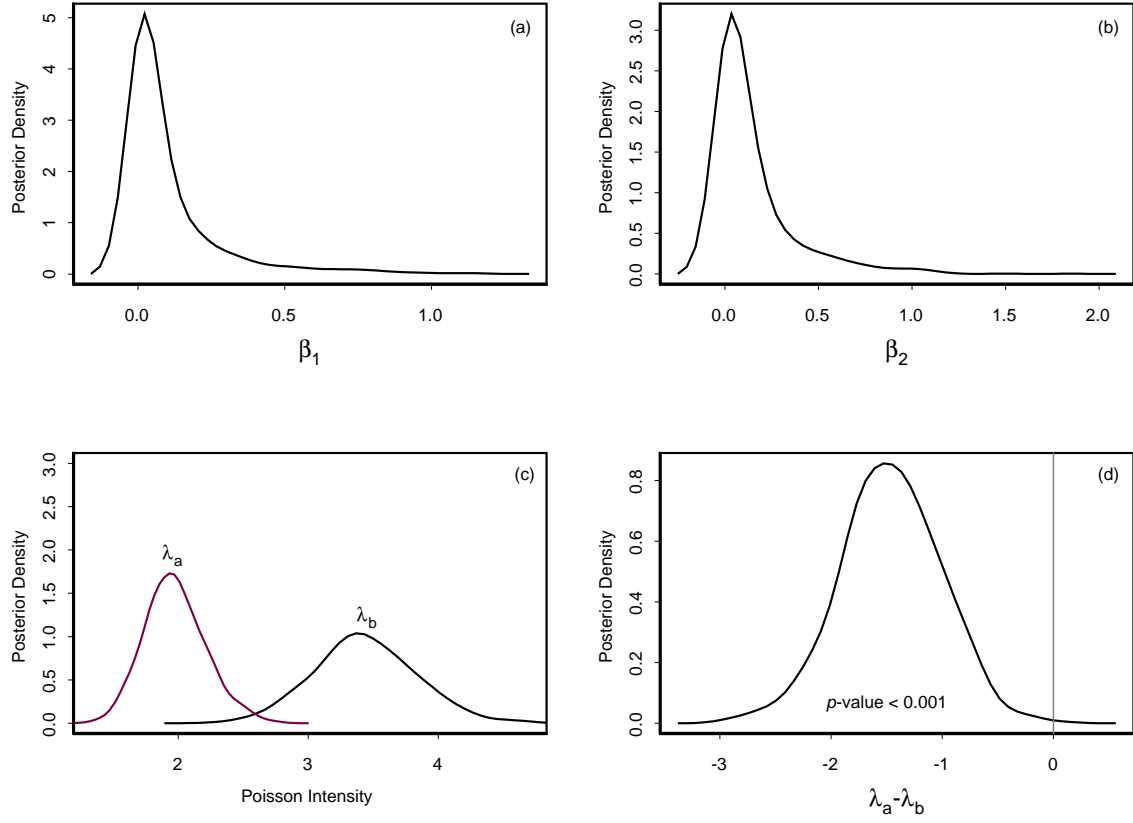 (a)
Posterior Density
5
4
3
2
1
0
0.0 0.5 1.0
β1
(b)
Posterior Density
3.0
2.5
2.0
1.5
1.0
0.5
0.0
0.0 0.5 1.0 1.5 2.0
β2
(c)
Posterior Density
3.0
2.5
2.0
1.5
1.0
0.5
0.0
λa
λb
2 3 4
Poisson Intensity
(d)
Posterior Density
0.8
0.6
0.4
0.2
0.0
p-value < 0.001
-3 -2 -1 0
λa-λb